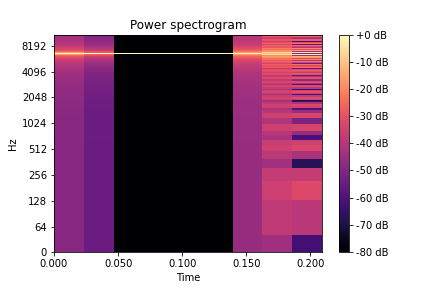 Power spectrogram
8192
4096
2048
1024
512
256
128
64
0
Hz
0.000 0.050 0.100 0.150 0.200
Time
+0 dB
-10 dB
-20 dB
-30 dB
-40 dB
-50 dB
-60 dB
-70 dB
-80 dB